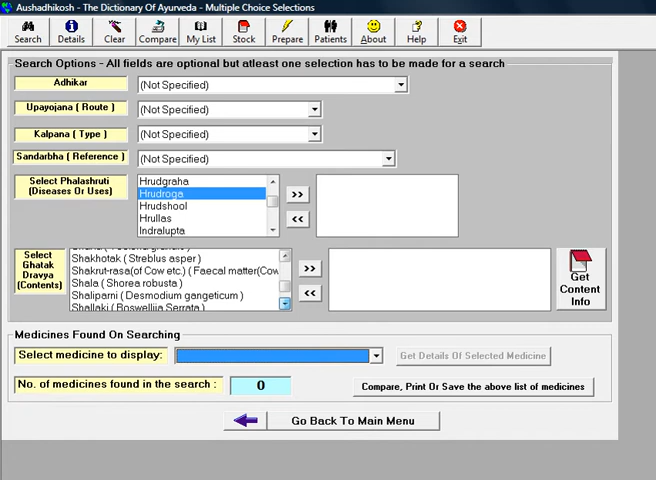 Aushadhikosh - The Dictionary Of Ayurveda - Multiple Choice Selections
Search Details Clear Compare My List Stock Prepare Patients About Help Exit
Search Options - All fields are optional but atleast one selection has to be made for a search
Adhikar (Not Specified)
Upayojana ( Route ) (Not Specified)
Kalpana ( Type ) (Not Specified)
Sandarbha ( Reference ) (Not Specified)
Select Phalashruti
(Diseases Or Uses)
Hrudgraha
Hrudroga
Hrudshool
Hrullas
Indralupta
>>
<<
Select
Ghatak
Dravya
(Contents)
Shakhotak ( Streblus asper )
Shakrut-rasa(of Cow etc.) ( Faecal matter(Cow
Shala ( Shorea robusta )
Shaliparni ( Desmodium gangeticum )
Shallaki ( Boswellija Serrata )
>>
<<
Get
Content
Info
Medicines Found On Searching
Select medicine to display: Get Details Of Selected Medicine
No. of medicines found in the search : 0 Compare, Print Or Save the above list of medicines
Go Back To Main Menu